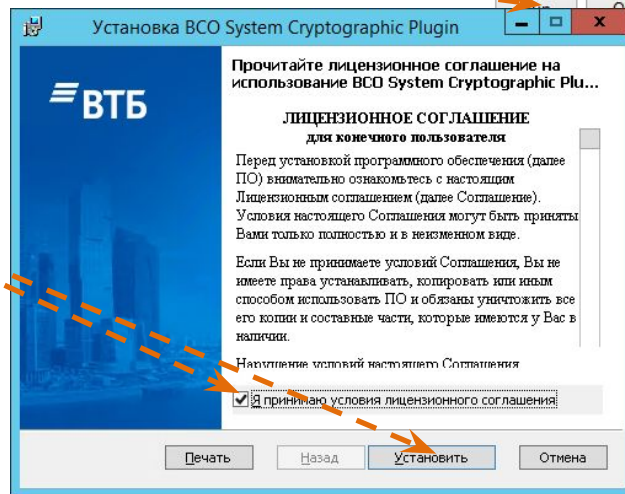 Установка BCO System Cryptographic Plugin
Прочитайте лицензионное соглашение на
использование BCO System Cryptographic Plu...
ВТБ
ЛИЦЕНЗИОННОЕ СОГЛАШЕНИЕ
для конечного пользователя
Перед установкой программного обеспечения (далее
ПО) внимательно ознакомьтесь с настоящим
Лицензионным соглашением (далее Соглашение).
Условия настоящего Соглашения могут быть приняты
Вами только полностью и в неизменном виде.
Если Вы не принимаете условий Соглашения, Вы не
имеете права устанавливать, копировать или иным
способом использовать ПО и обязаны уничтожить все
его копии и составные части, которые имеются у Вас в
наличии.
Нарушение условий настоящего Соглашения
Я принимаю условия лицензионного соглашения
Печать Назад Установить Отмена